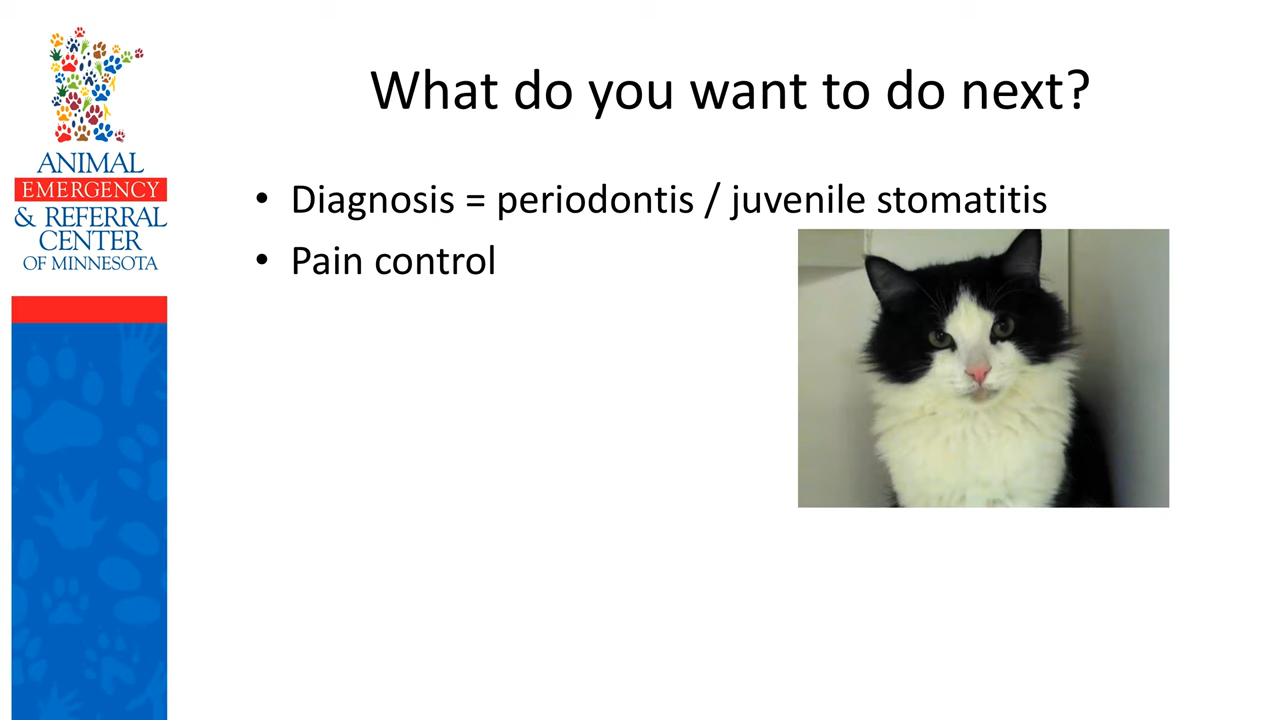 What do you want to do next?
ANIMAL
EMERGENCY
& REFERRAL
CENTER
OF MINNESOTA
• Diagnosis = periodontis / juvenile stomatitis
• Pain control